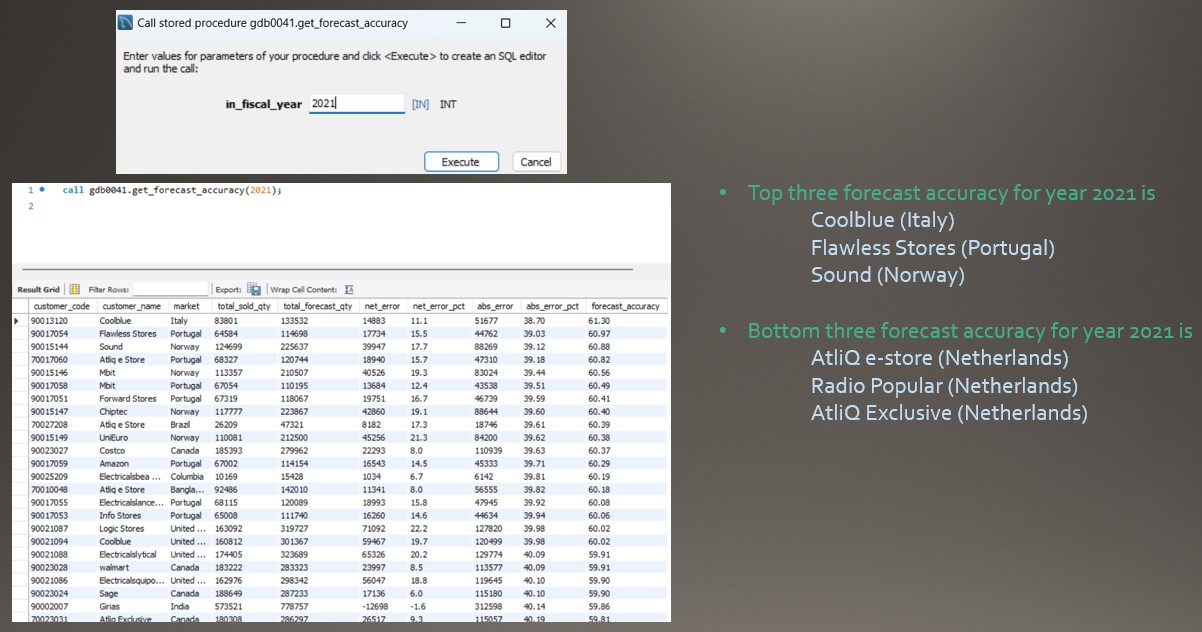 Call stored procedure gdb0041.get_forecast_accuracy
Enter values for parameters of your procedure and click <Execute> to create an SQL editor
and run the call:
in_fiscal_year 2021 [IN] INT
Execute Cancel
1 call gdb0041.get_forecast_accuracy(2021);
2
Result Grid Filter Rows: Export: Wrap Cell Content:
customer_code customer_name market total_sold_qty total_forecast_qty net_error net_error_pct abs_error abs_error_pct forecast_accuracy
90013120 Coolblue Italy 83801 133532 14883 11.1 51677 38.70 61.30
90017054 Flawless Stores Portugal 64584 114698 17734 15.5 44762 39.03 60.97
90015144 Sound Norway 124699 225637 39947 17.7 88269 39.12 60.88
70017060 Atliq e Store Portugal 68327 120744 18940 15.7 47310 39.18 60.82
90015146 Mbit Norway 113357 210507 40526 19.3 83024 39.44 60.56
90017058 Mbit Portugal 67054 110195 13684 12.4 43538 39.51 60.49
90017051 Forward Stores Portugal 67319 118067 19751 16.7 46739 39.59 60.41
90015147 Chiptec Norway 117777 223867 42860 19.1 88644 39.60 60.40
70027208 Atliq e Store Brazil 26209 47321 8182 17.3 18746 39.61 60.39
90015149 UniEuro Norway 110081 212500 45256 21.3 84200 39.62 60.38
90023027 Costco Canada 185393 279962 22293 8.0 110939 39.63 60.37
90017059 Amazon Portugal 67002 114154 16543 14.5 45333 39.71 60.29
90025209 Electricalsbea ... Columbia 10169 15428 1034 6.7 6142 39.81 60.19
70010048 Atliq e Store Bangla... 92486 142010 11341 8.0 56555 39.82 60.18
90017055 Electricalslance... Portugal 68115 120089 18993 15.8 47945 39.92 60.08
90017053 Info Stores Portugal 65008 111740 16260 14.6 44634 39.94 60.06
90021087 Logic Stores United ... 163092 319727 71092 22.2 127820 39.98 60.02
90021094 Coolblue United ... 160812 301367 59467 19.7 120499 39.98 60.02
90021088 Electricalslytical United ... 174405 323689 65326 20.2 129774 40.09 59.91
90023028 walmart Canada 183222 283323 23997 8.5 113577 40.09 59.91
90021086 Electricalsquipo... United ... 162976 298342 56047 18.8 119645 40.10 59.90
90023024 Sage Canada 188649 287233 17136 6.0 115180 40.10 59.90
90002007 Girias India 573521 778757 -12698 -1.6 312598 40.14 59.86
70023031 Atliq Exclusive Canada 180308 286297 26517 9.3 115057 40.19 59.81
• Top three forecast accuracy for year 2021 is
Coolblue (Italy)
Flawless Stores (Portugal)
Sound (Norway)
• Bottom three forecast accuracy for year 2021 is
AtliQ e-store (Netherlands)
Radio Popular (Netherlands)
AtliQ Exclusive (Netherlands)